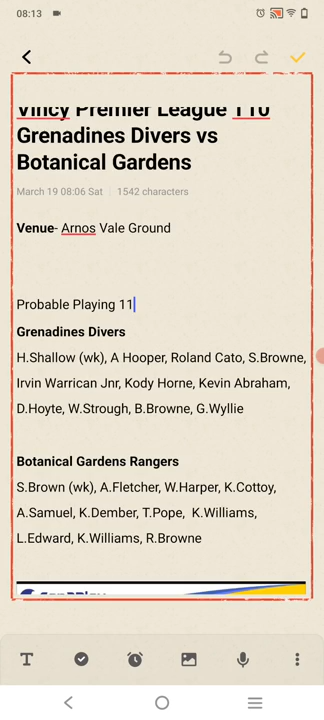 08:13
Vincy Premier League T10
Grenadines Divers vs
Botanical Gardens
March 19 08:06 Sat | 1542 characters
Venue- Arnos Vale Ground
Probable Playing 11
Grenadines Divers
H.Shallow (wk), A Hooper, Roland Cato, S.Browne,
Irvin Warrican Jnr, Kody Horne, Kevin Abraham,
D.Hoyte, W.Strough, B.Browne, G.Wyllie
Botanical Gardens Rangers
S.Brown (wk), A.Fletcher, W.Harper, K.Cottoy,
A.Samuel, K.Dember, T.Pope, K.Williams,
L.Edward, K.Williams, R.Browne
T